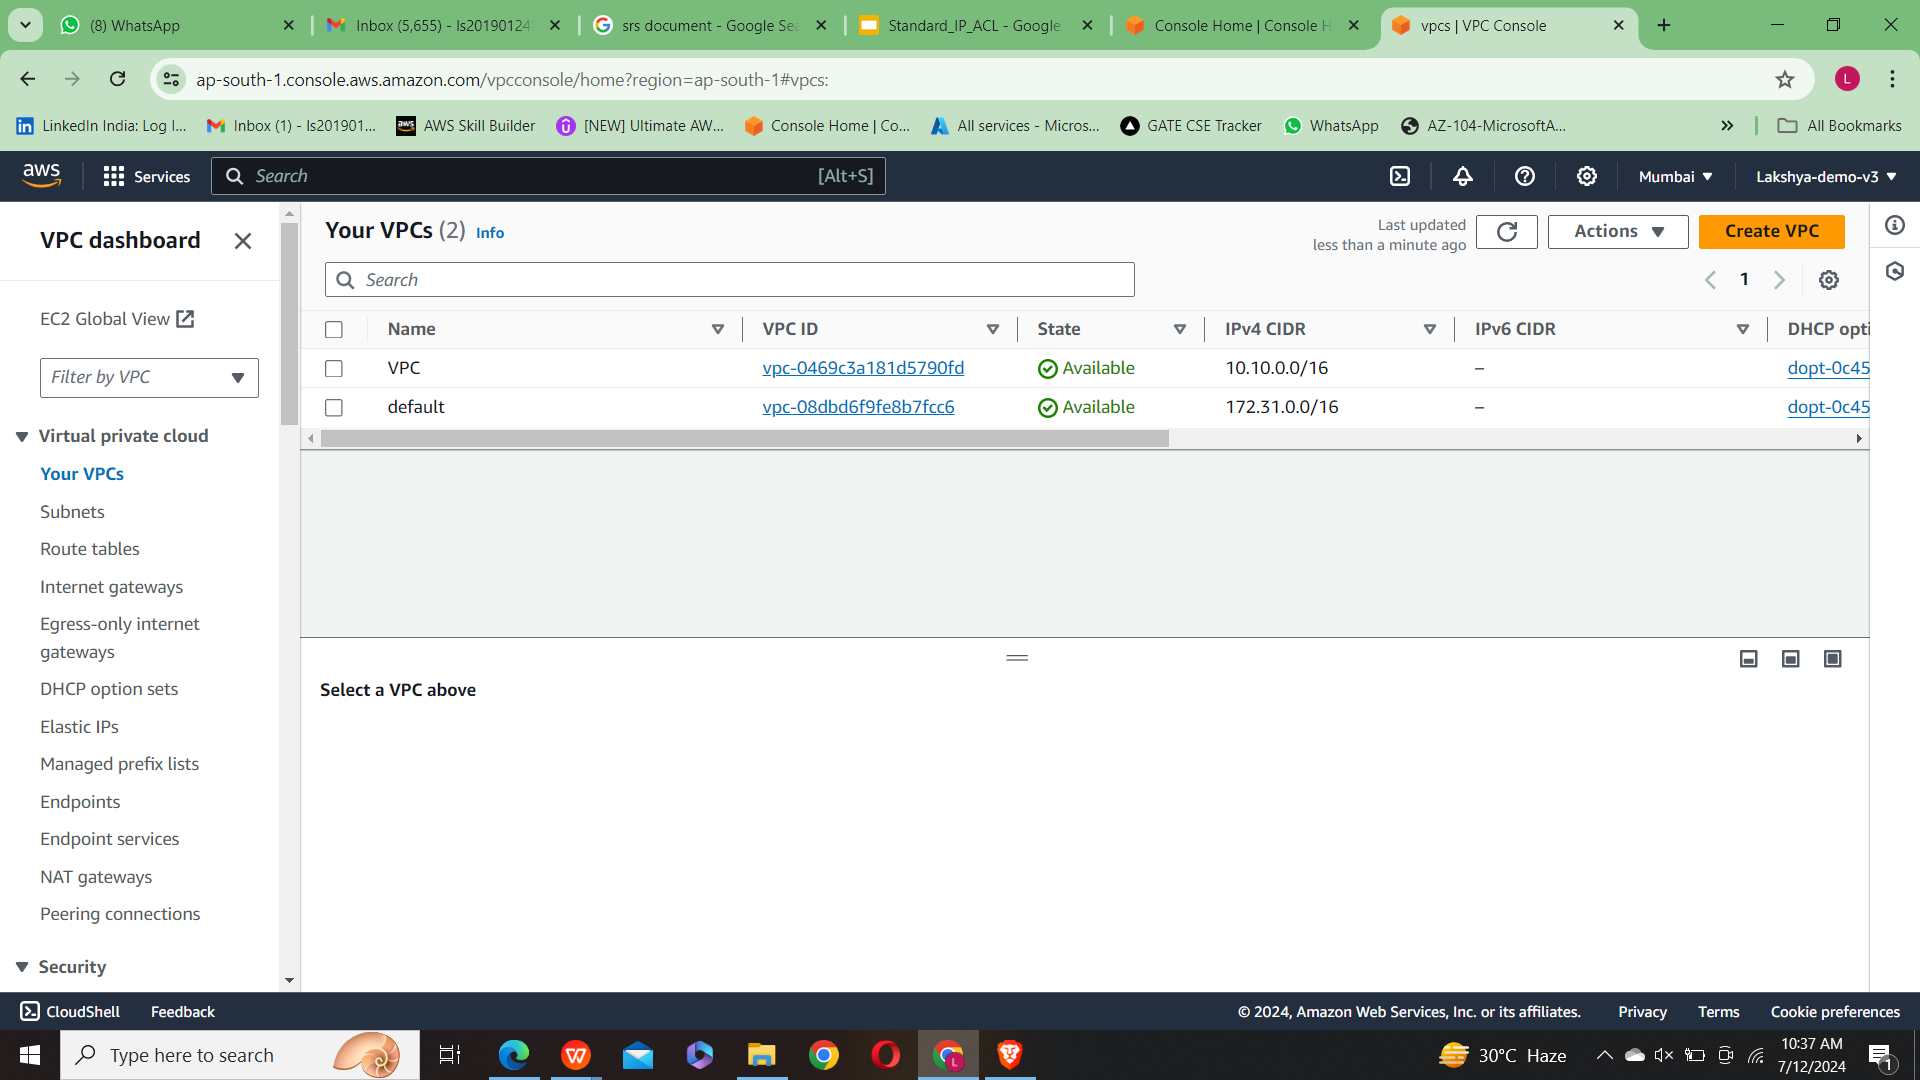 (8) WhatsApp
Inbox (5,655) - ls20190124
srs document - Google Sea
Standard_IP_ACL - Google
Console Home | Console H
vpcs | VPC Console
ap-south-1.console.aws.amazon.com/vpcconsole/home?region=ap-south-1#vpcs:
L
LinkedIn India: Log I...
Inbox (1) - ls201901...
AWS Skill Builder
[NEW] Ultimate AW...
Console Home | Co...
All services - Micros...
GATE CSE Tracker
WhatsApp
AZ-104-MicrosoftA...
All Bookmarks
aws
Services
Search
[Alt+S]
Mumbai
Lakshya-demo-v3
VPC dashboard
EC2 Global View
Filter by VPC
Virtual private cloud
Your VPCs
Subnets
Route tables
Internet gateways
Egress-only internet
gateways
DHCP option sets
Elastic IPs
Managed prefix lists
Endpoints
Endpoint services
NAT gateways
Peering connections
Security
Your VPCs (2) Info
Last updated
less than a minute ago
Actions
Create VPC
Search
1
Name VPC ID State IPv4 CIDR IPv6 CIDR DHCP opti
VPC vpc-0469c3a181d5790fd Available 10.10.0.0/16 – dopt-0c45
default vpc-08dbd6f9fe8b7fcc6 Available 172.31.0.0/16 – dopt-0c45
Select a VPC above
CloudShell Feedback
© 2024, Amazon Web Services, Inc. or its affiliates.
Privacy Terms Cookie preferences
Type here to search
30°C Haze
10:37 AM
7/12/2024
1